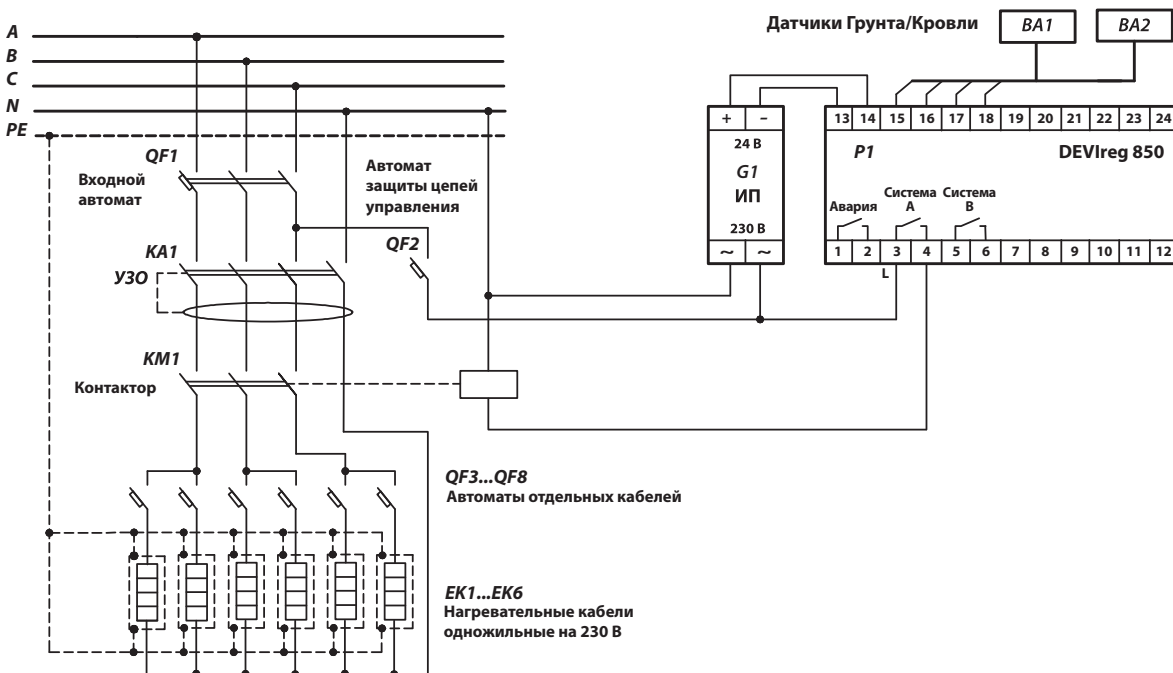 Датчики Грунта/Кровли
BA1
BA2
A
B
C
N
PE
QF1
Входной
автомат
Автомат
защиты цепей
управления
QF2
KA1
УЗО
KM1
Контактор
+ –
24 В
G1
ИП
230 В
~ ~
13 14 15 16 17 18 19 20 21 22 23 24
P1
DEVIreg 850
Авария
Система
A
Система
B
1 2 3 4 5 6 7 8 9 10 11 12
L
QF3...QF8
Автоматы отдельных кабелей
EK1...EK6
Нагревательные кабели
одножильные на 230 В